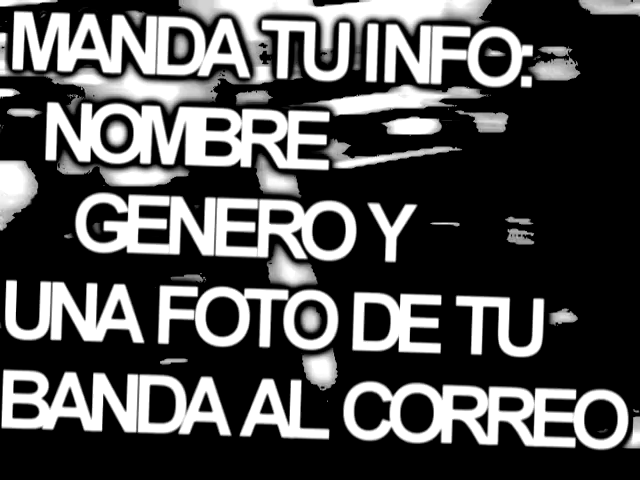 MANDA TU INFO:
NOMBRE
GENERO Y
UNA FOTO DE TU
BANDA AL CORREO